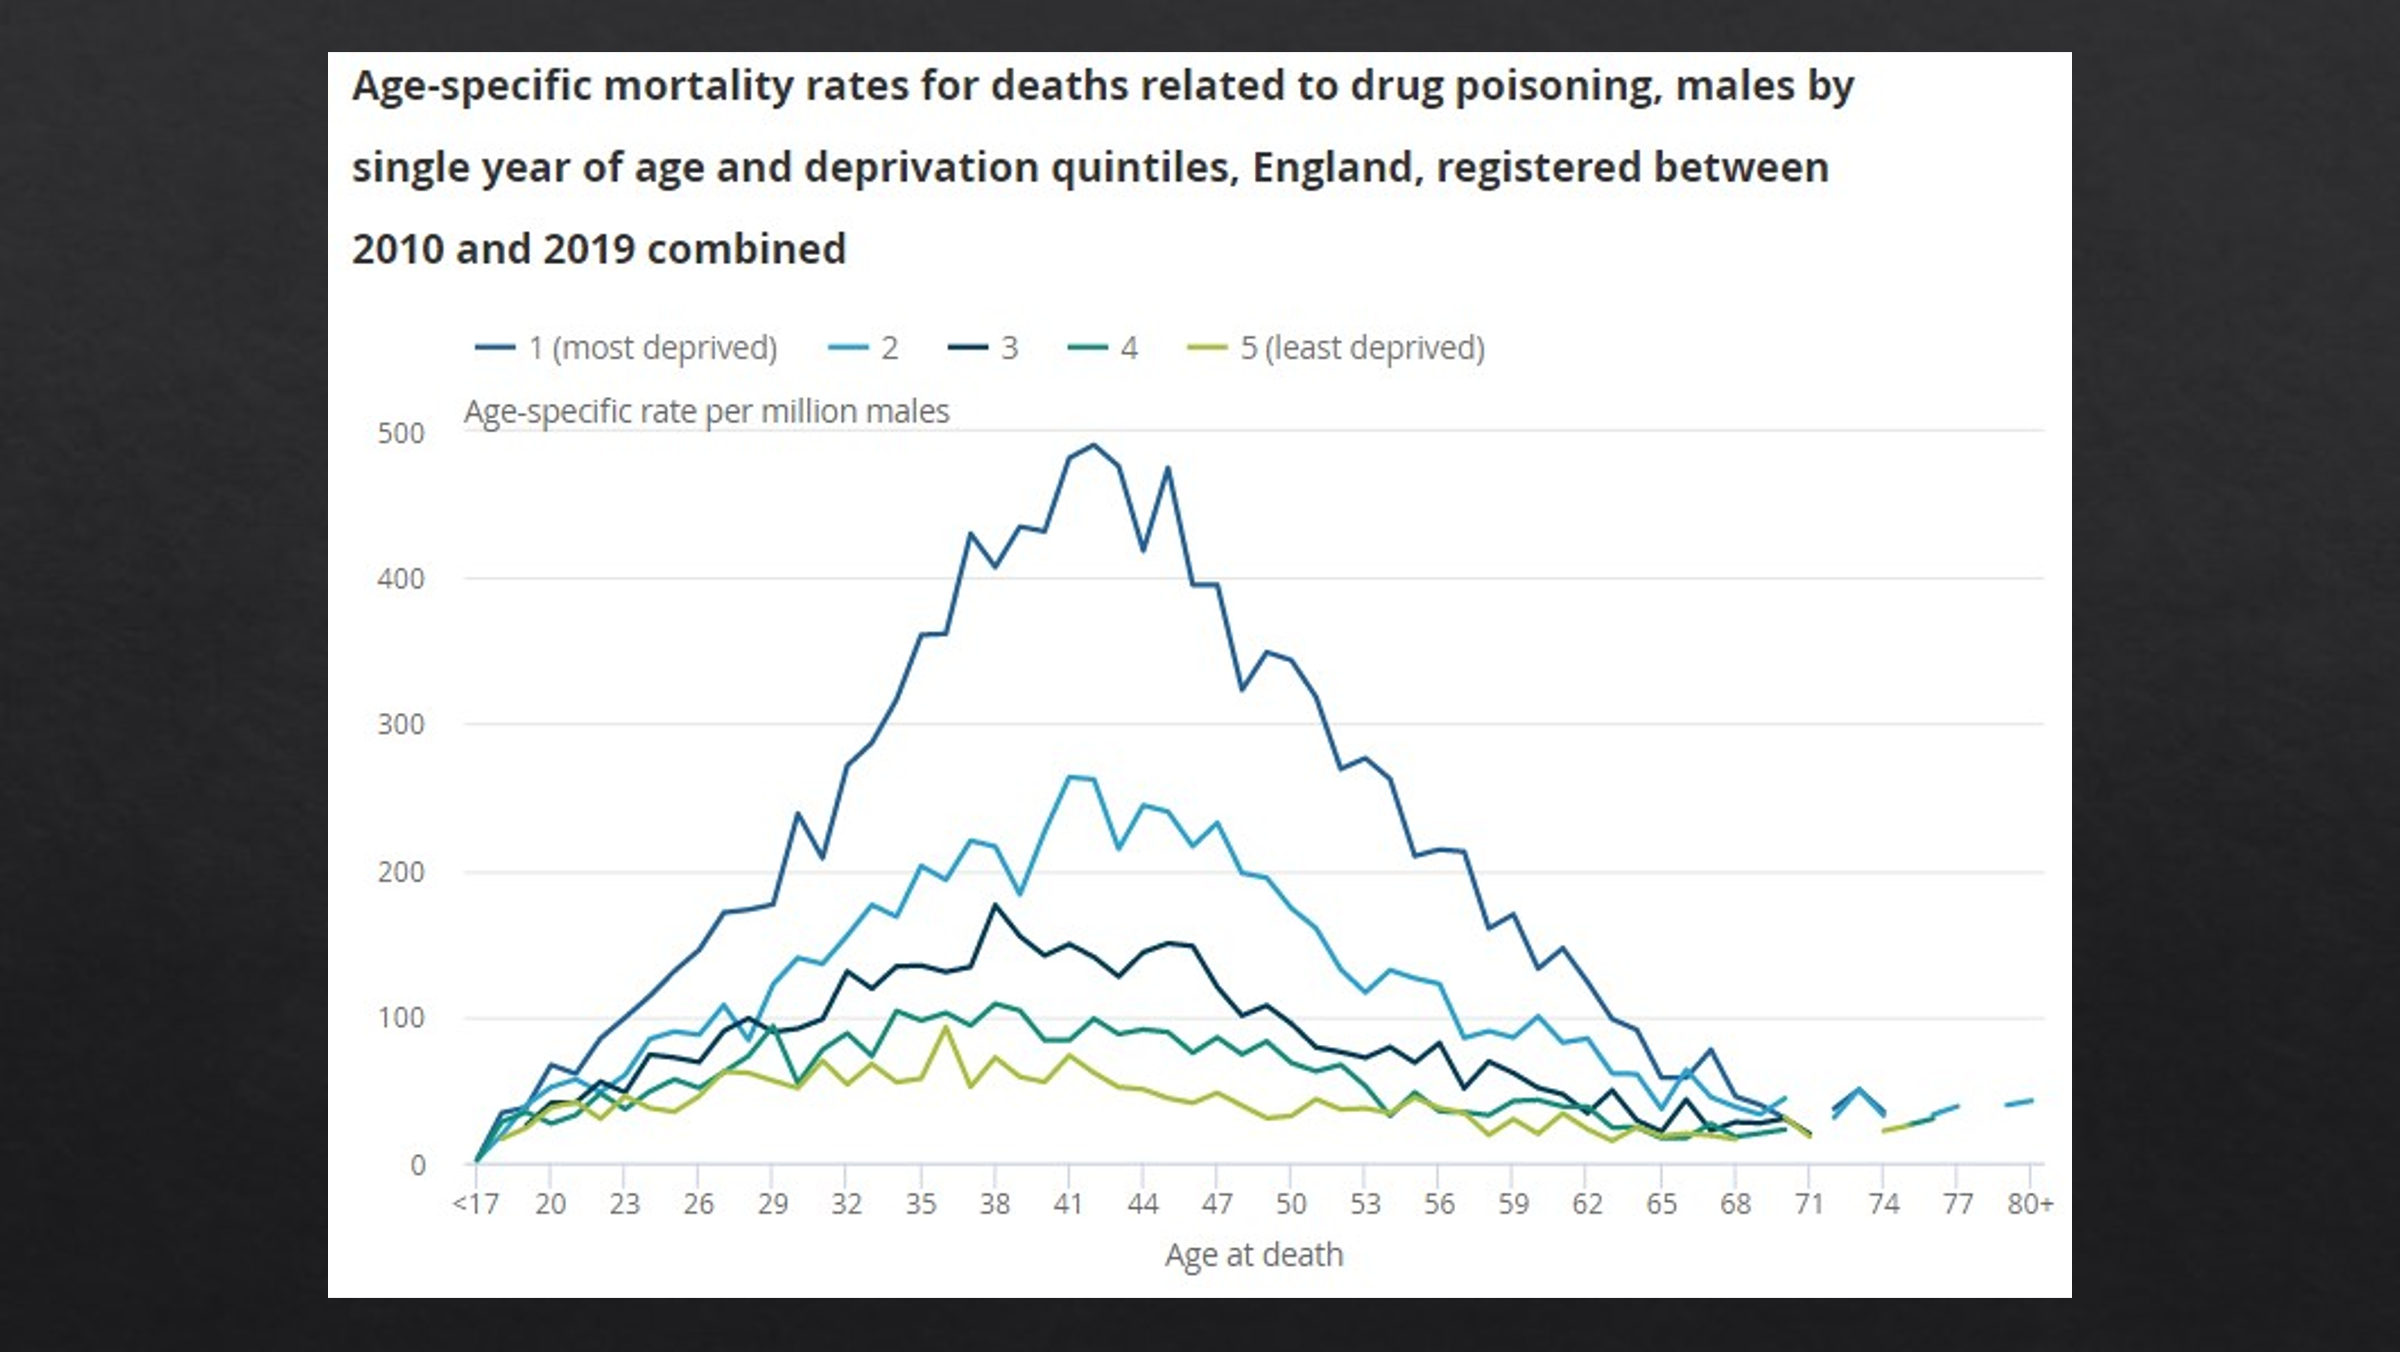 Age-specific mortality rates for deaths related to drug poisoning, males by
single year of age and deprivation quintiles, England, registered between
2010 and 2019 combined
1 (most deprived) 2 3 4 5 (least deprived)
Age-specific rate per million males
500
400
300
200
100
0
<17 20 23 26 29 32 35 38 41 44 47 50 53 56 59 62 65 68 71 74 77 80+
Age at death